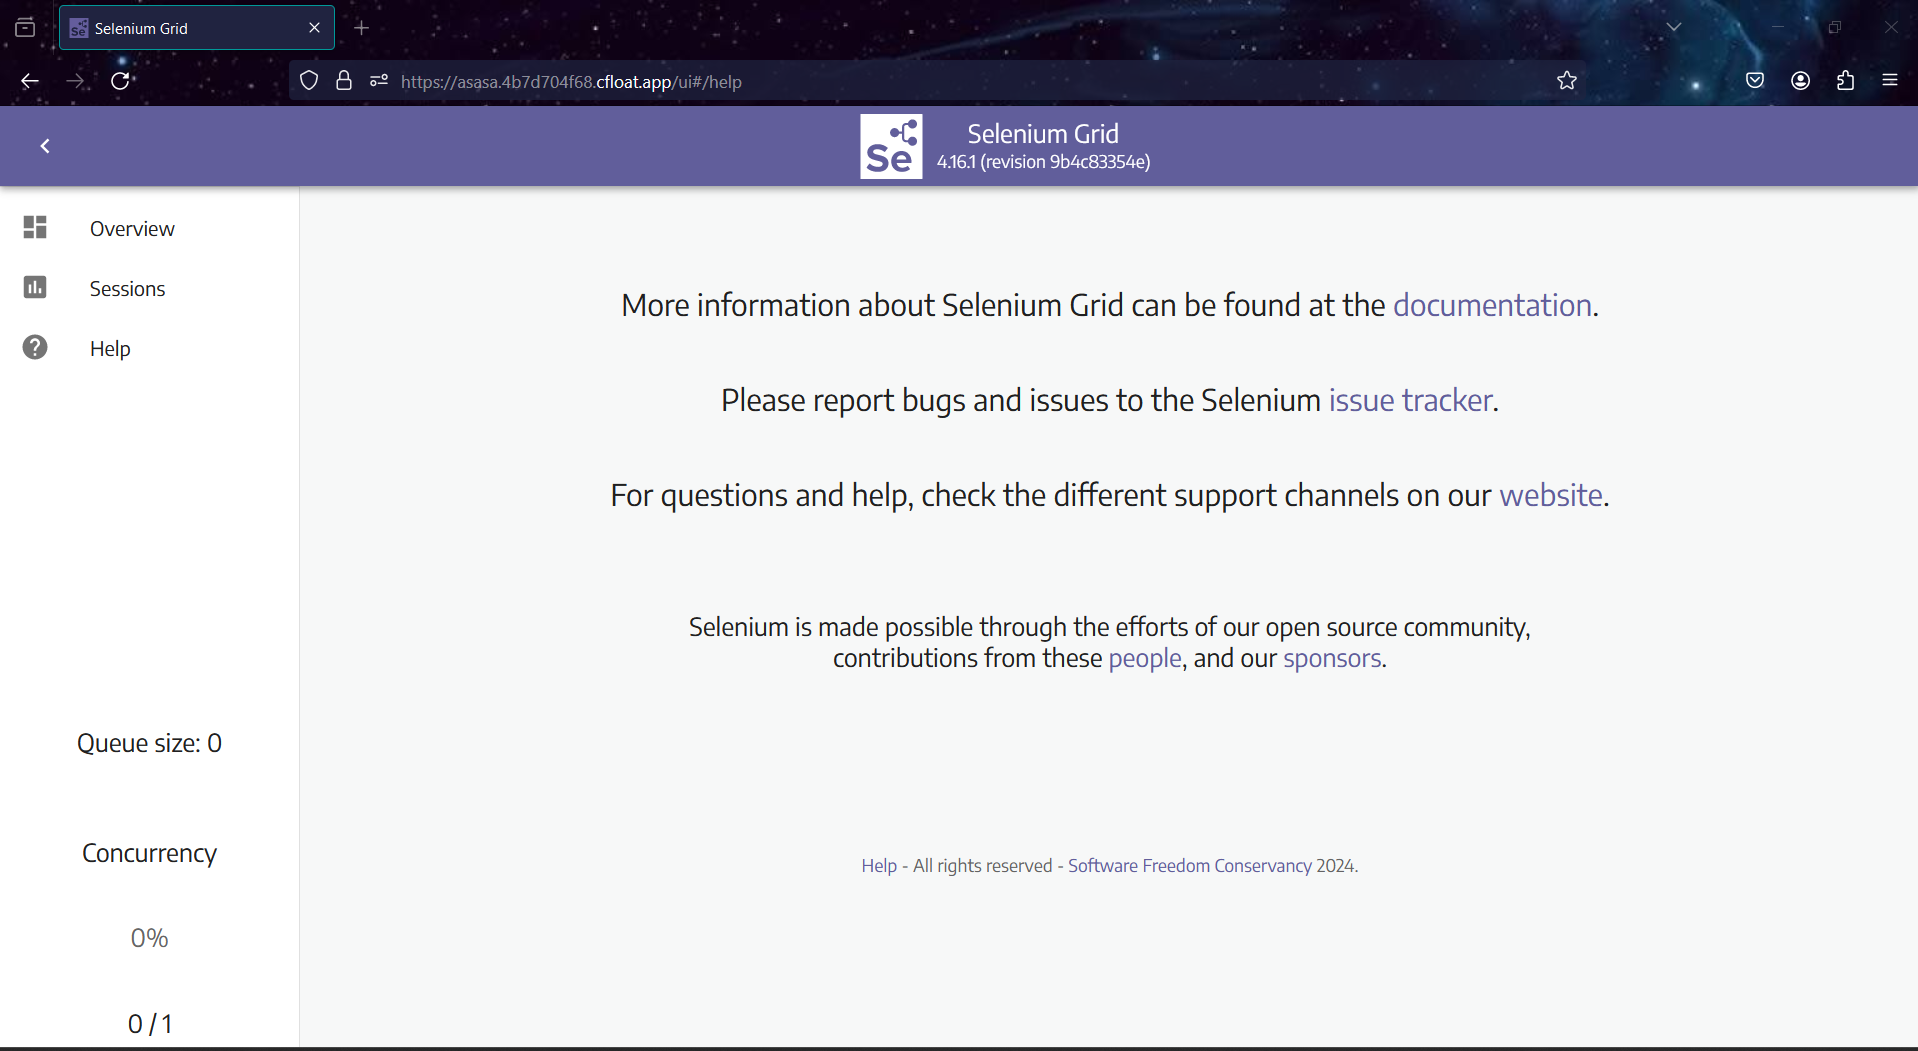 Selenium Grid
https://asasa.4b7d704f68.cfloat.app/ui#/help
Se
Selenium Grid
4.16.1 (revision 9b4c83354e)
Overview
Sessions
Help
More information about Selenium Grid can be found at the documentation.
Please report bugs and issues to the Selenium issue tracker.
For questions and help, check the different support channels on our website.
Selenium is made possible through the efforts of our open source community,
contributions from these people, and our sponsors.
Queue size: 0
Concurrency
0%
0 / 1
Help - All rights reserved - Software Freedom Conservancy 2024.